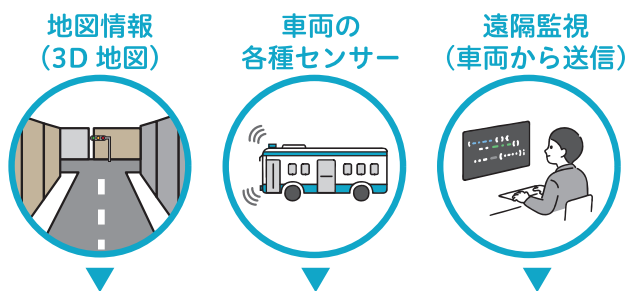 地図情報
（3D 地図）
車両の
各種センサー
遠隔監視
（車両から送信）